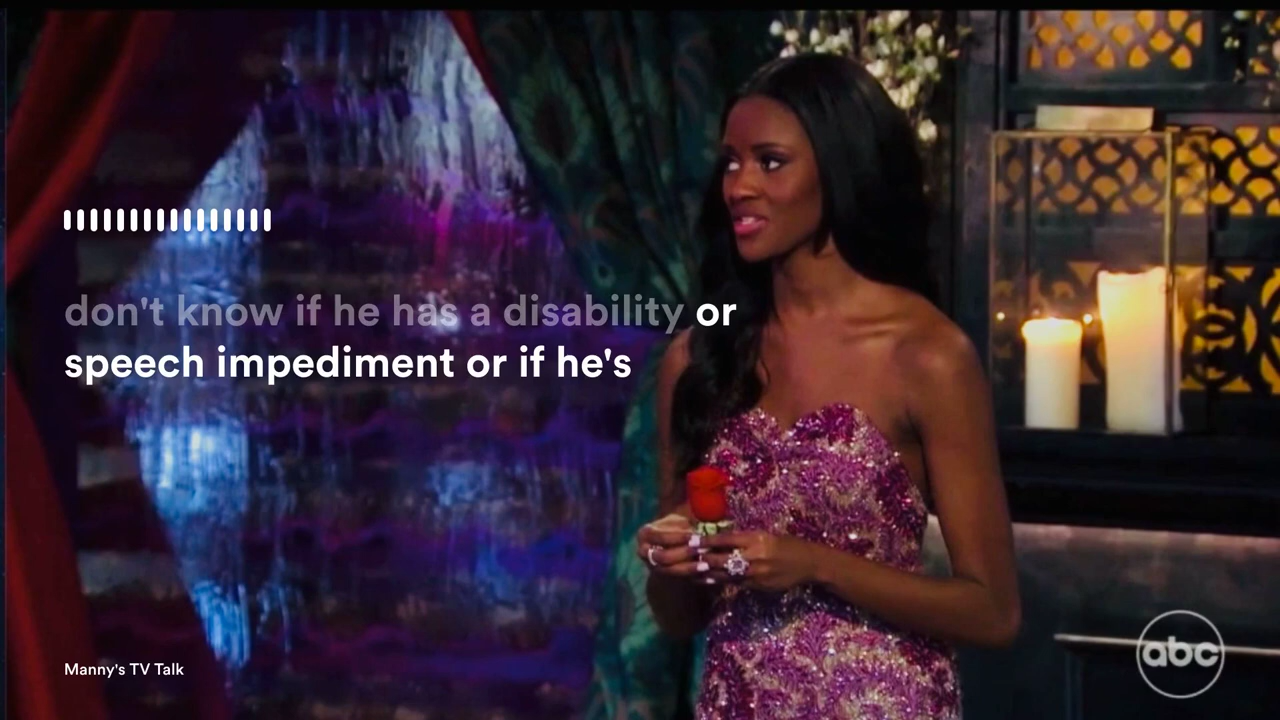 don't know if he has a disability or
speech impediment or if he's
Manny's TV Talk
abc